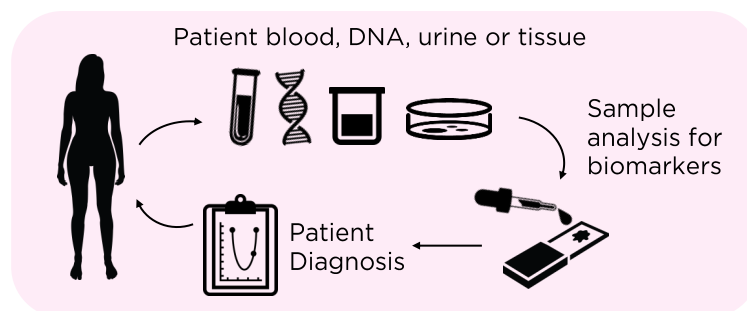 Patient blood, DNA, urine or tissue
Sample
analysis for
biomarkers
Patient
Diagnosis